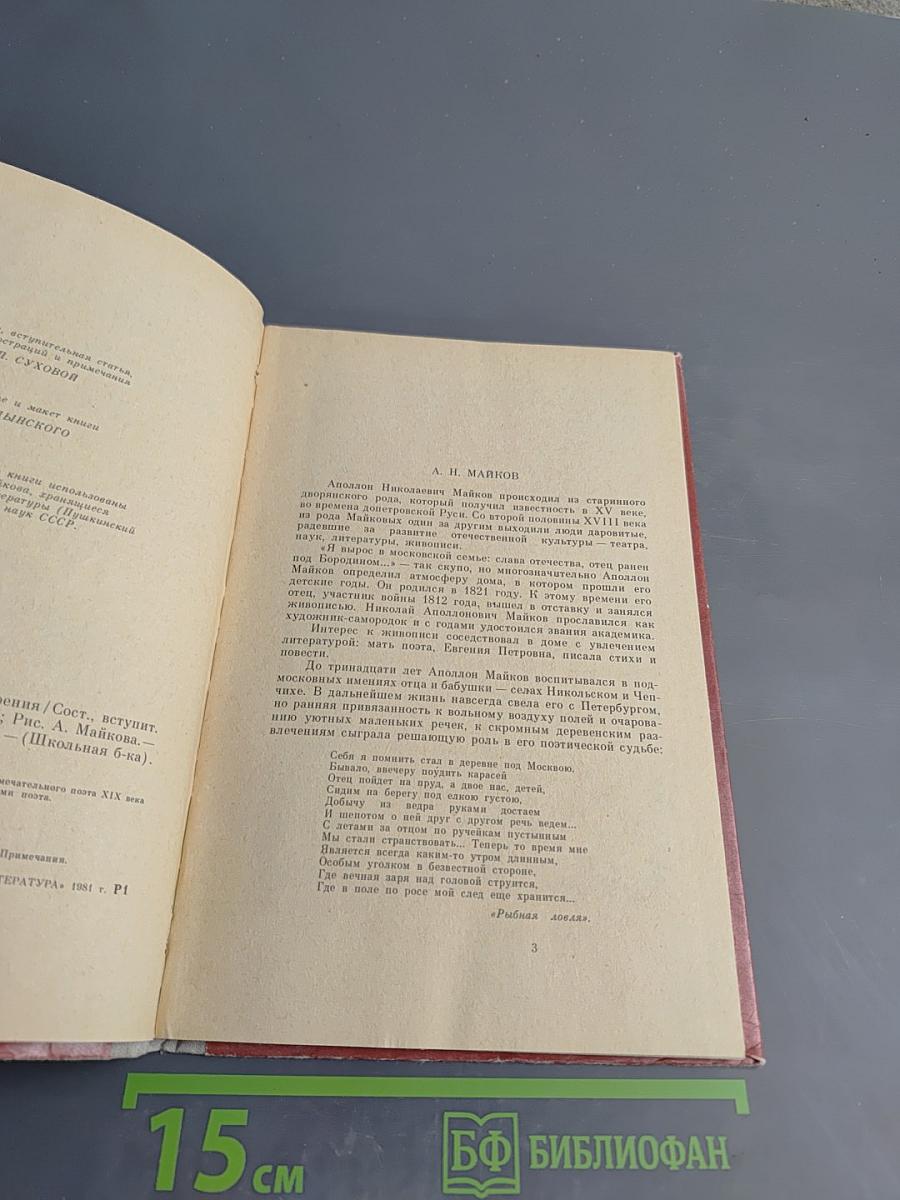 , вступительная статья,
страций и примечания
П. СУХОВОЙ
е и макет книги
ЦЫНСКОГО
книги использованы
йкова, хранящиеся
ературы (Пушкинский
наук СССР.
рения / Сост., вступит.
; Рис. А. Майкова.—
— (Школьная б-ка).
мечательного поэта XIX века
ми поэта.
Примечания.
ТЕРАТУРА» 1981 г. Р1
А. Н. МАЙКОВ
Аполлон Николаевич Майков происходил из старинного
дворянского рода, который получил известность в XV веке,
во времена допетровской Руси. Со второй половины XVIII века
из рода Майковых один за другим выходили люди даровитые,
радевшие за развитие отечественной культуры — театра,
наук, литературы, живописи.
«Я вырос в московской семье: слава отечества, отец ранен
под Бородином...» — так скупо, но многозначительно Аполлон
Майков определил атмосферу дома, в котором прошли его
детские годы. Он родился в 1821 году. К этому времени его
отец, участник войны 1812 года, вышел в отставку и занялся
живописью. Николай Аполлонович Майков прославился как
художник-самородок и с годами удостоился звания академика.
Интерес к живописи соседствовал в доме с увлечением
литературой: мать поэта, Евгения Петровна, писала стихи и
повести.
До тринадцати лет Аполлон Майков воспитывался в под-
московных имениях отца и бабушки — селах Никольском и Чеп-
чихе. В дальнейшем жизнь навсегда свела его с Петербургом,
но ранняя привязанность к вольному воздуху полей и очарова-
нию уютных маленьких речек, к скромным деревенским раз-
влечениям сыграла решающую роль в его поэтической судьбе:
Себя я помнить стал в деревне под Москвою.
Бывало, ввечеру поудить карасей
Отец пойдет на пруд, а двое нас, детей,
Сидим на берегу под елкою густою,
Добычу из ведра руками достаем
И шепотом о ней друг с другом речь ведем...
С летами за отцом по ручейкам пустынным
Мы стали странствовать... Теперь то время мне
Является всегда каким-то утром длинным,
Особым уголком в безвестной стороне,
Где вечная заря над головой струится,
Где в поле по росе мой след еще хранится...
«Рыбная ловля».
3
15 см
БФ БИБЛИОФАН